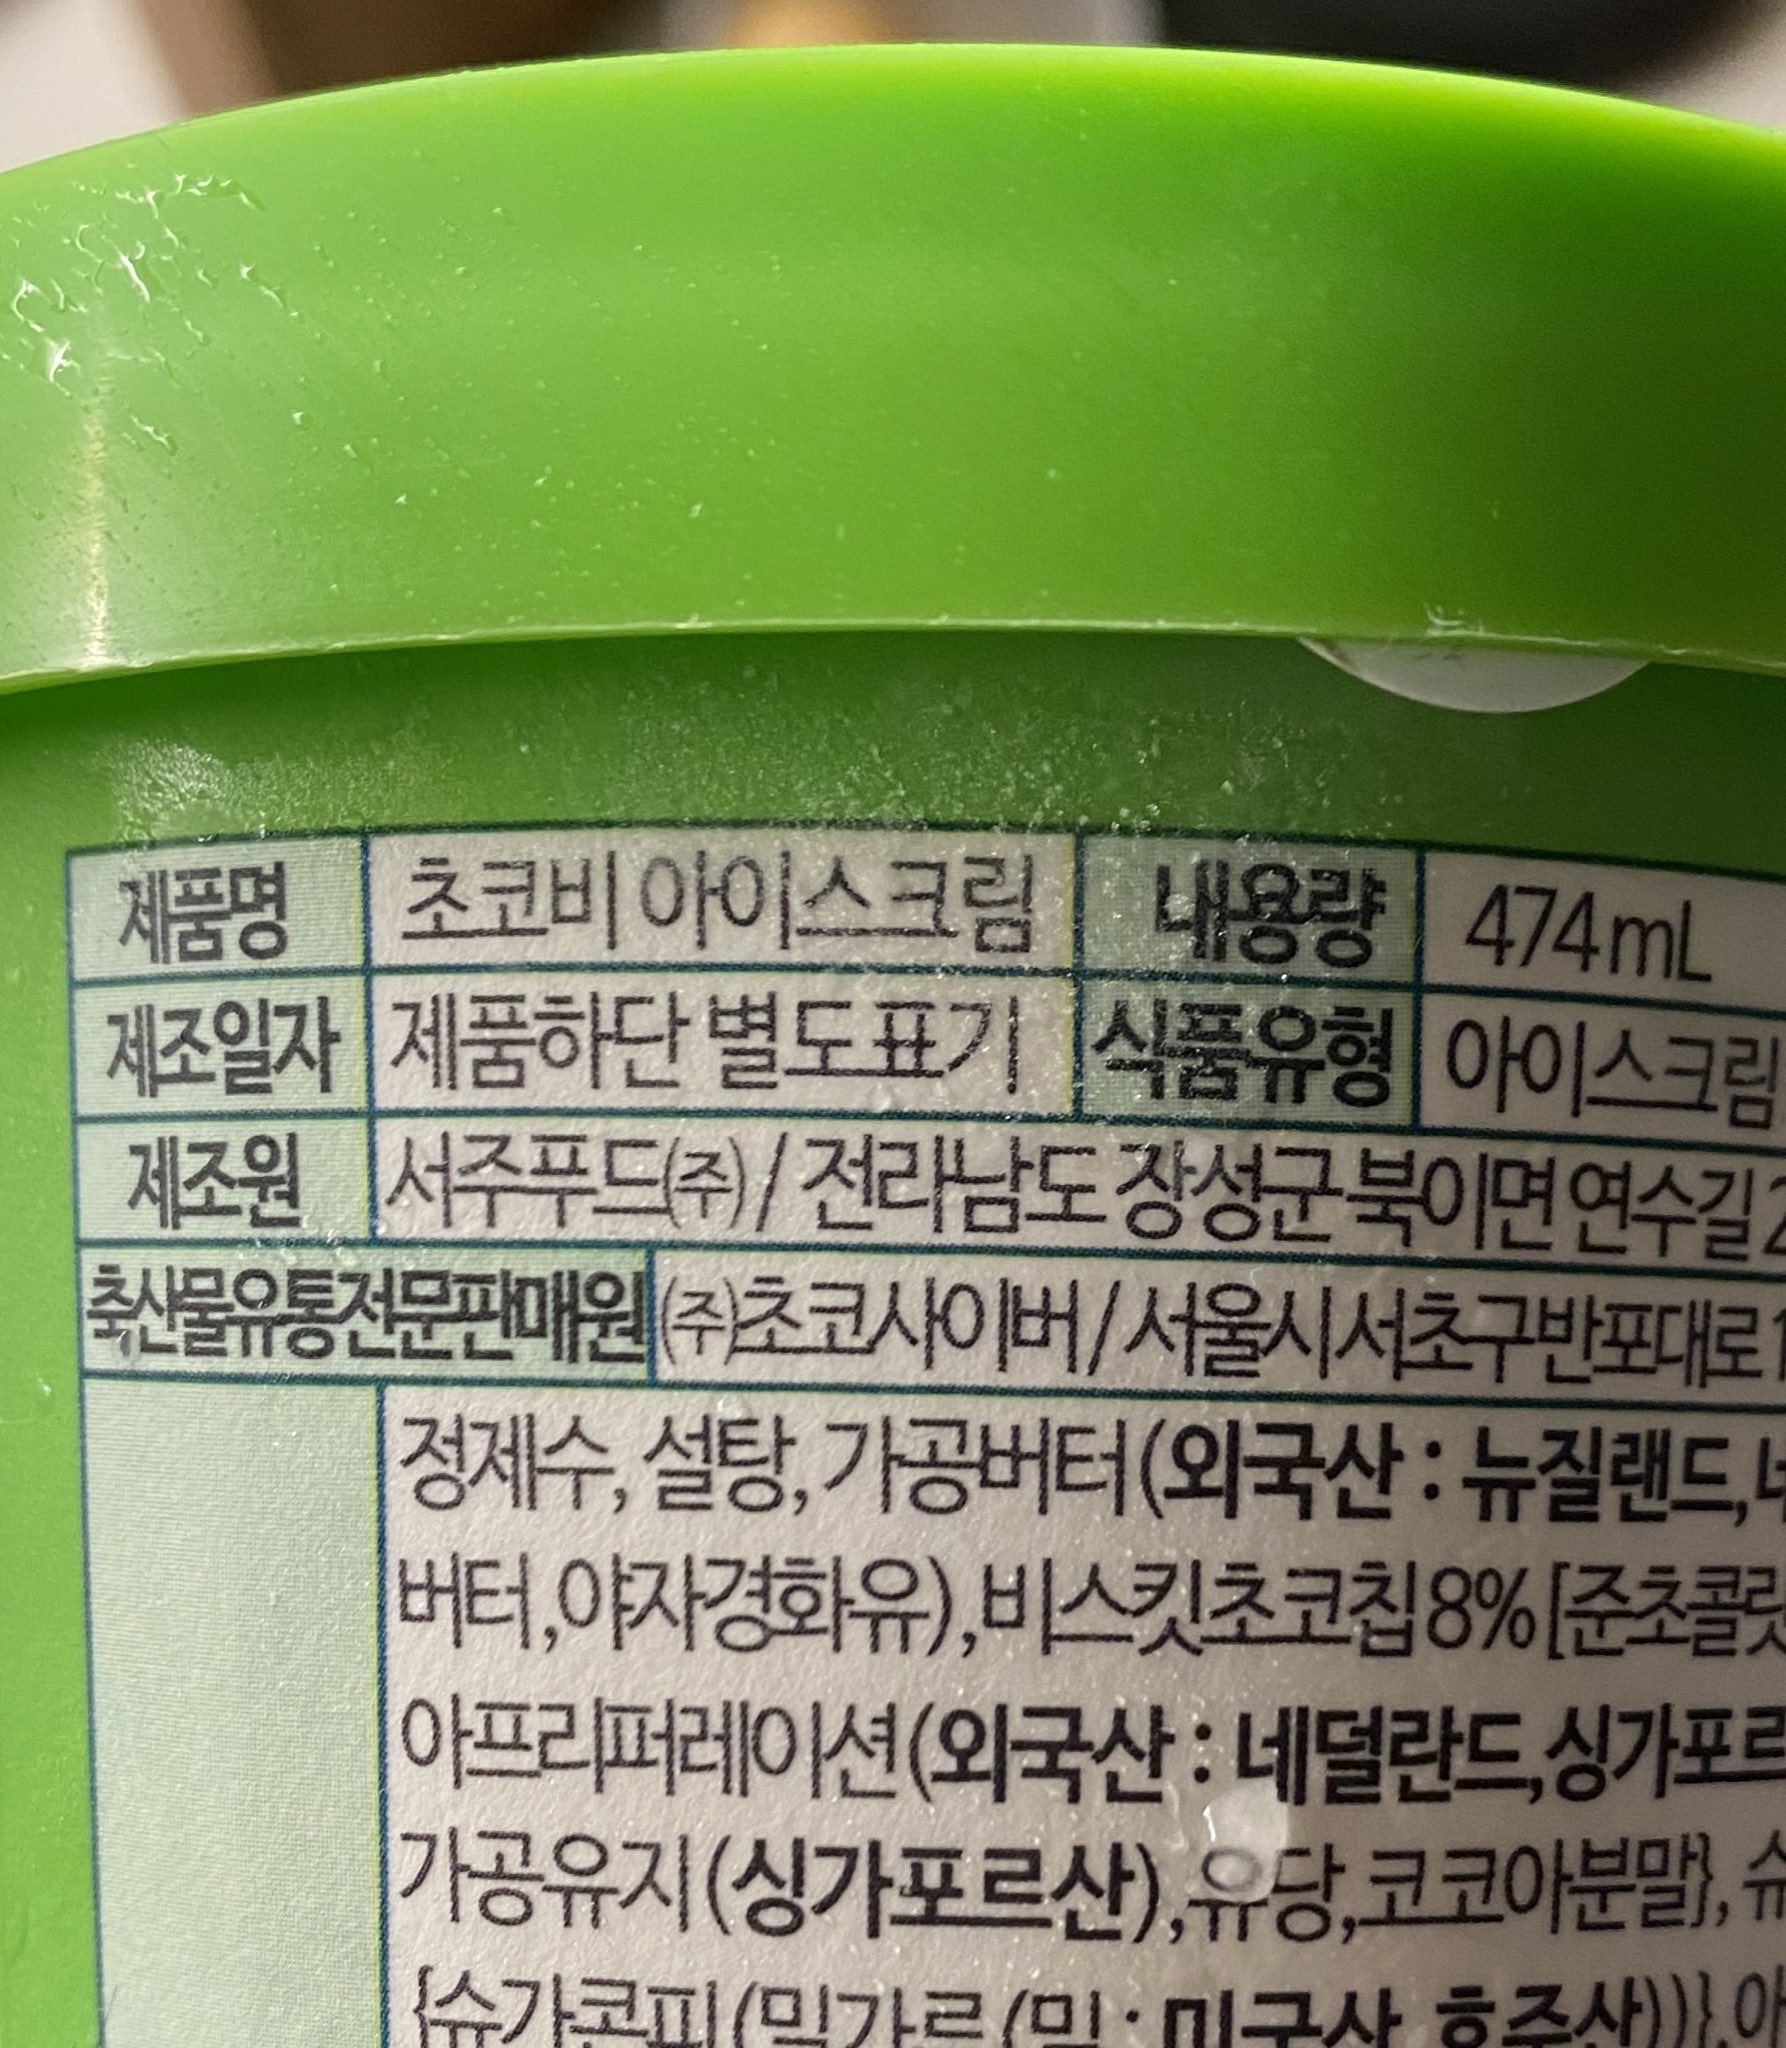 제품명 초코비 아이스크림 내용량 474mL
제조일자 제품하단 별도표기 식품유형 아이스크림
제조원 서주푸드㈜ / 전라남도 장성군 북이면 연수길
축산물유통전문판매원 ㈜초코사이버 / 서울시 서초구 반포대로
정제수, 설탕, 가공버터(외국산 : 뉴질랜드,
버터,야자경화유),비스킷초코칩8%[준초콜릿
아프리퍼레이션(외국산 : 네덜란드,싱가포르
가공유지(싱가포르산),유당,코코아분말},
{슈가콘피(밀가루(밀 : 미국산, 호주산))},